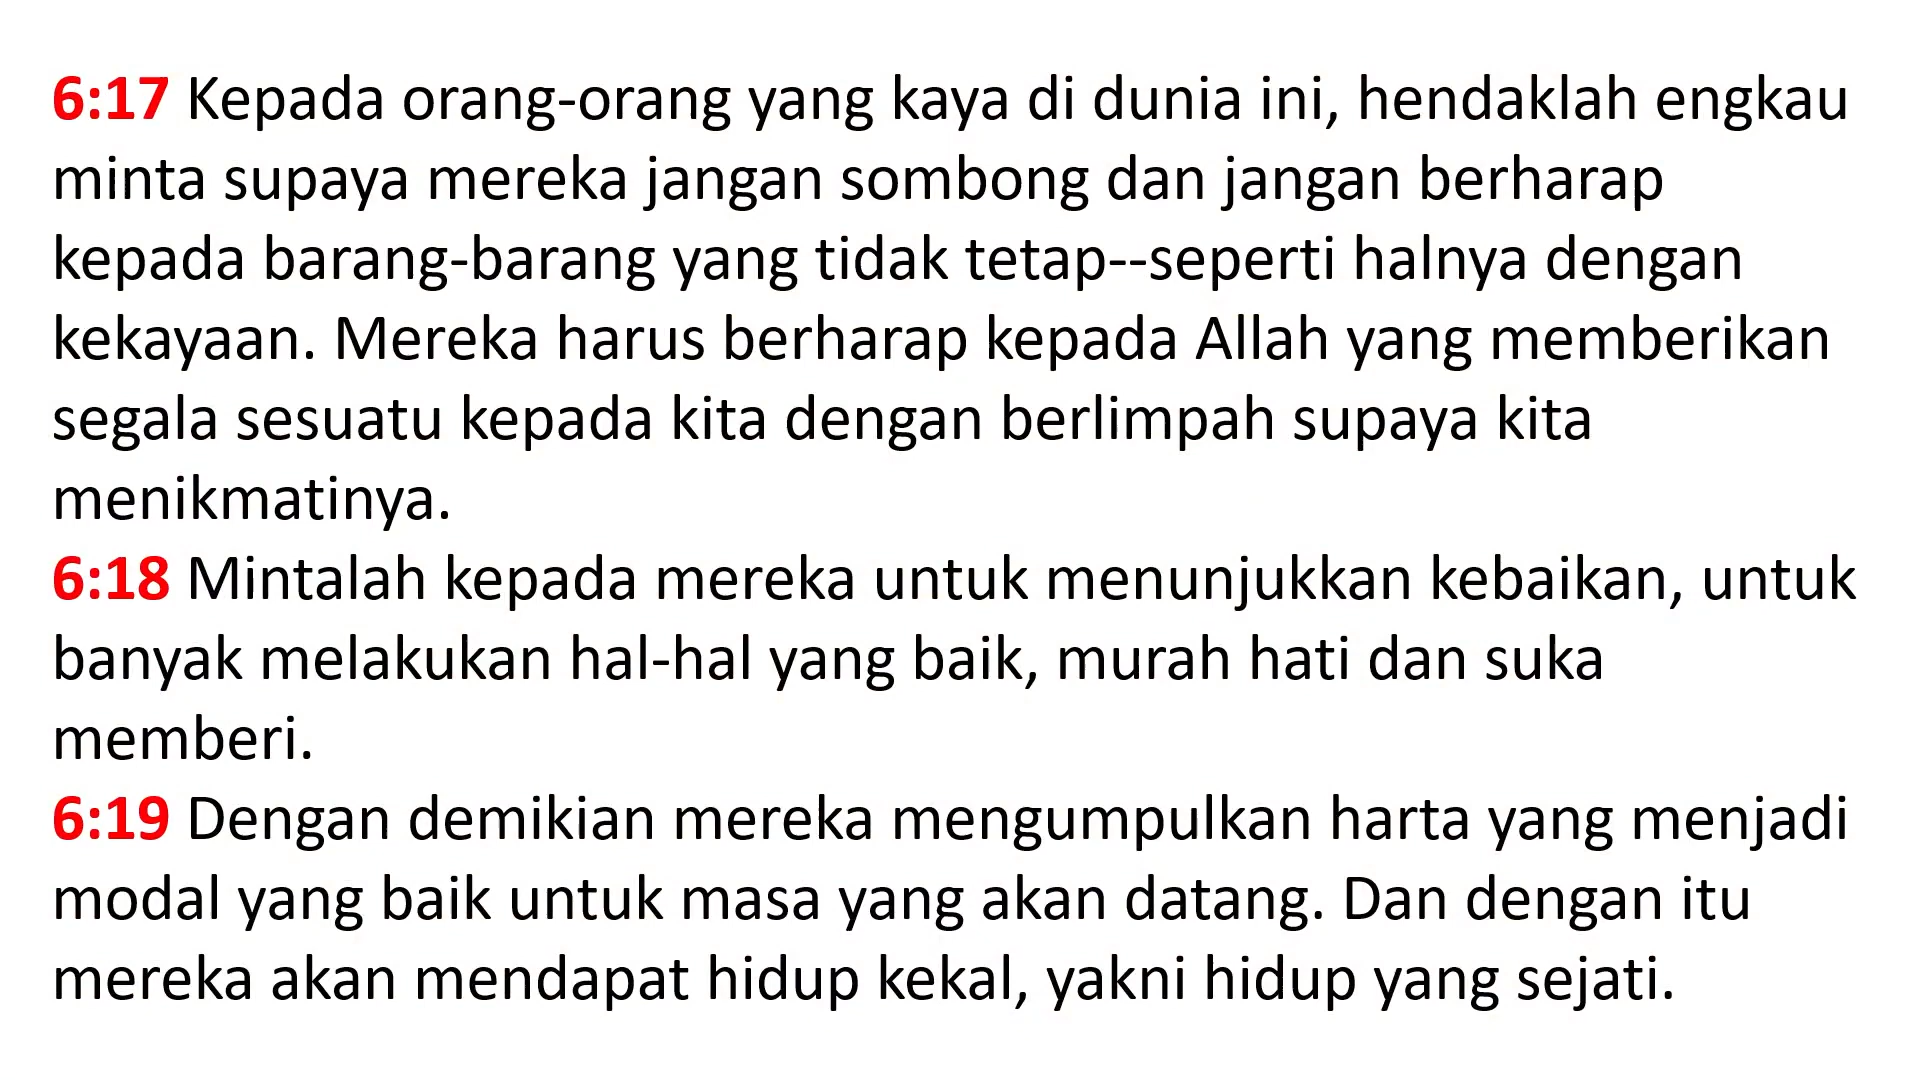 6:17 Kepada orang-orang yang kaya di dunia ini, hendaklah engkau
minta supaya mereka jangan sombong dan jangan berharap
kepada barang-barang yang tidak tetap--seperti halnya dengan
kekayaan. Mereka harus berharap kepada Allah yang memberikan
segala sesuatu kepada kita dengan berlimpah supaya kita
menikmatinya.
6:18 Mintalah kepada mereka untuk menunjukkan kebaikan, untuk
banyak melakukan hal-hal yang baik, murah hati dan suka
memberi.
6:19 Dengan demikian mereka mengumpulkan harta yang menjadi
modal yang baik untuk masa yang akan datang. Dan dengan itu
mereka akan mendapat hidup kekal, yakni hidup yang sejati.